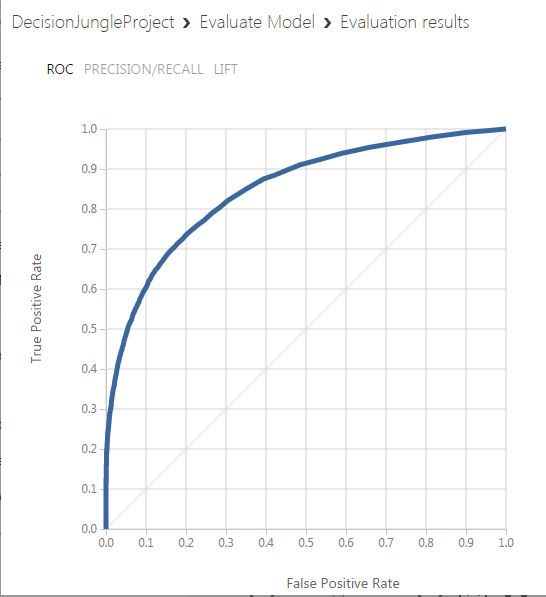 DecisionJungleProject › Evaluate Model › Evaluation results
ROC PRECISION/RECALL LIFT
1.0
0.9
0.8
0.7
0.6
0.5
0.4
0.3
0.2
0.1
0.0
True Positive Rate
0.0 0.1 0.2 0.3 0.4 0.5 0.6 0.7 0.8 0.9 1.0
False Positive Rate